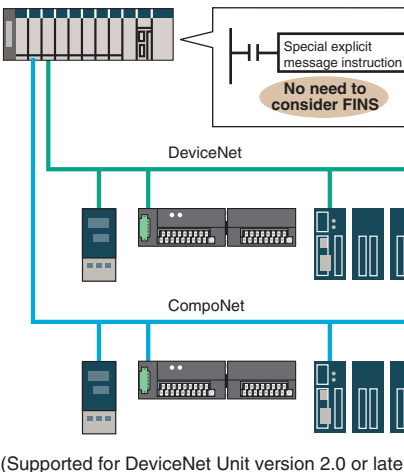 Special explicit
message instruction
No need to
consider FINS
DeviceNet
CompoNet
(Supported for DeviceNet Unit version 2.0 or late